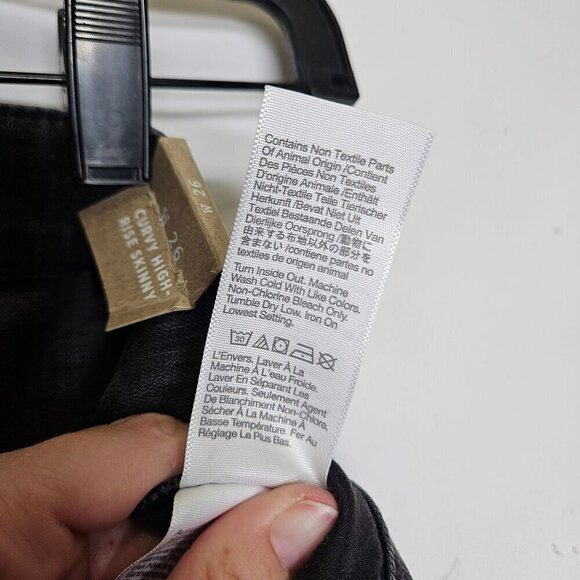 Contains Non Textile Parts
Of Animal Origin /Contient
Des Pièces Non Textiles
D'origine Animale /Enthält
Nicht-Textile Teile Tierischer
Herkunft /Bevat Niet Uit
Textiel Bestaande Delen Van
Dierlijke Oorsprong /動物に
由来する布地以外の部分を
含まない /contiene partes no
textiles de origen animal
Turn Inside Out. Machine
Wash Cold With Like Colors.
Non-Chlorine Bleach Only.
Tumble Dry Low. Iron On
Lowest Setting.
30
L'Envers. Laver À La
Machine À L'eau Froide.
Laver En Séparant Les
Couleurs. Seulement Agent
De Blanchiment Non-Chlore.
Sécher À La Machine À
Basse Température. Fer Au
Réglage Le Plus Bas.
26
CURVY HIGH-
RISE SKINNY